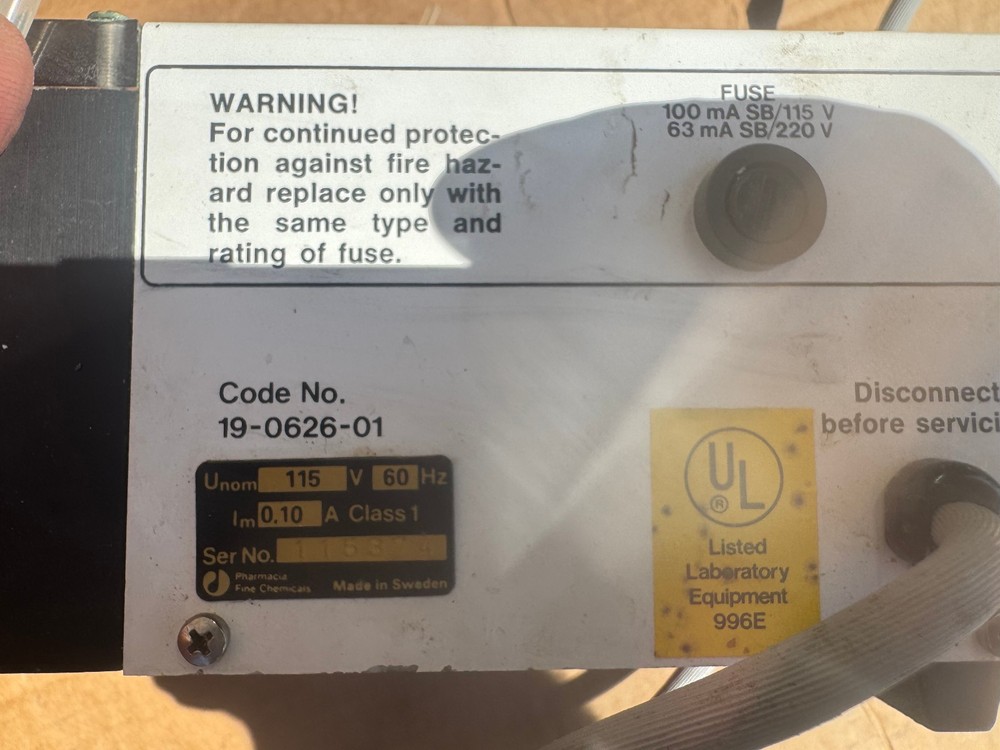 WARNING!
For continued protec-
tion against fire haz-
ard replace only with
the same type and
rating of fuse.
FUSE
100 mA SB/115 V
63 mA SB/220 V
Code No.
19-0626-01
Disconnect
before servici
Unom 115 V 60 Hz
Im 0.10 A Class 1
Ser No.
Pharmacia
Fine Chemicals
Made in Sweden
UL
®
Listed
Laboratory
Equipment
996E